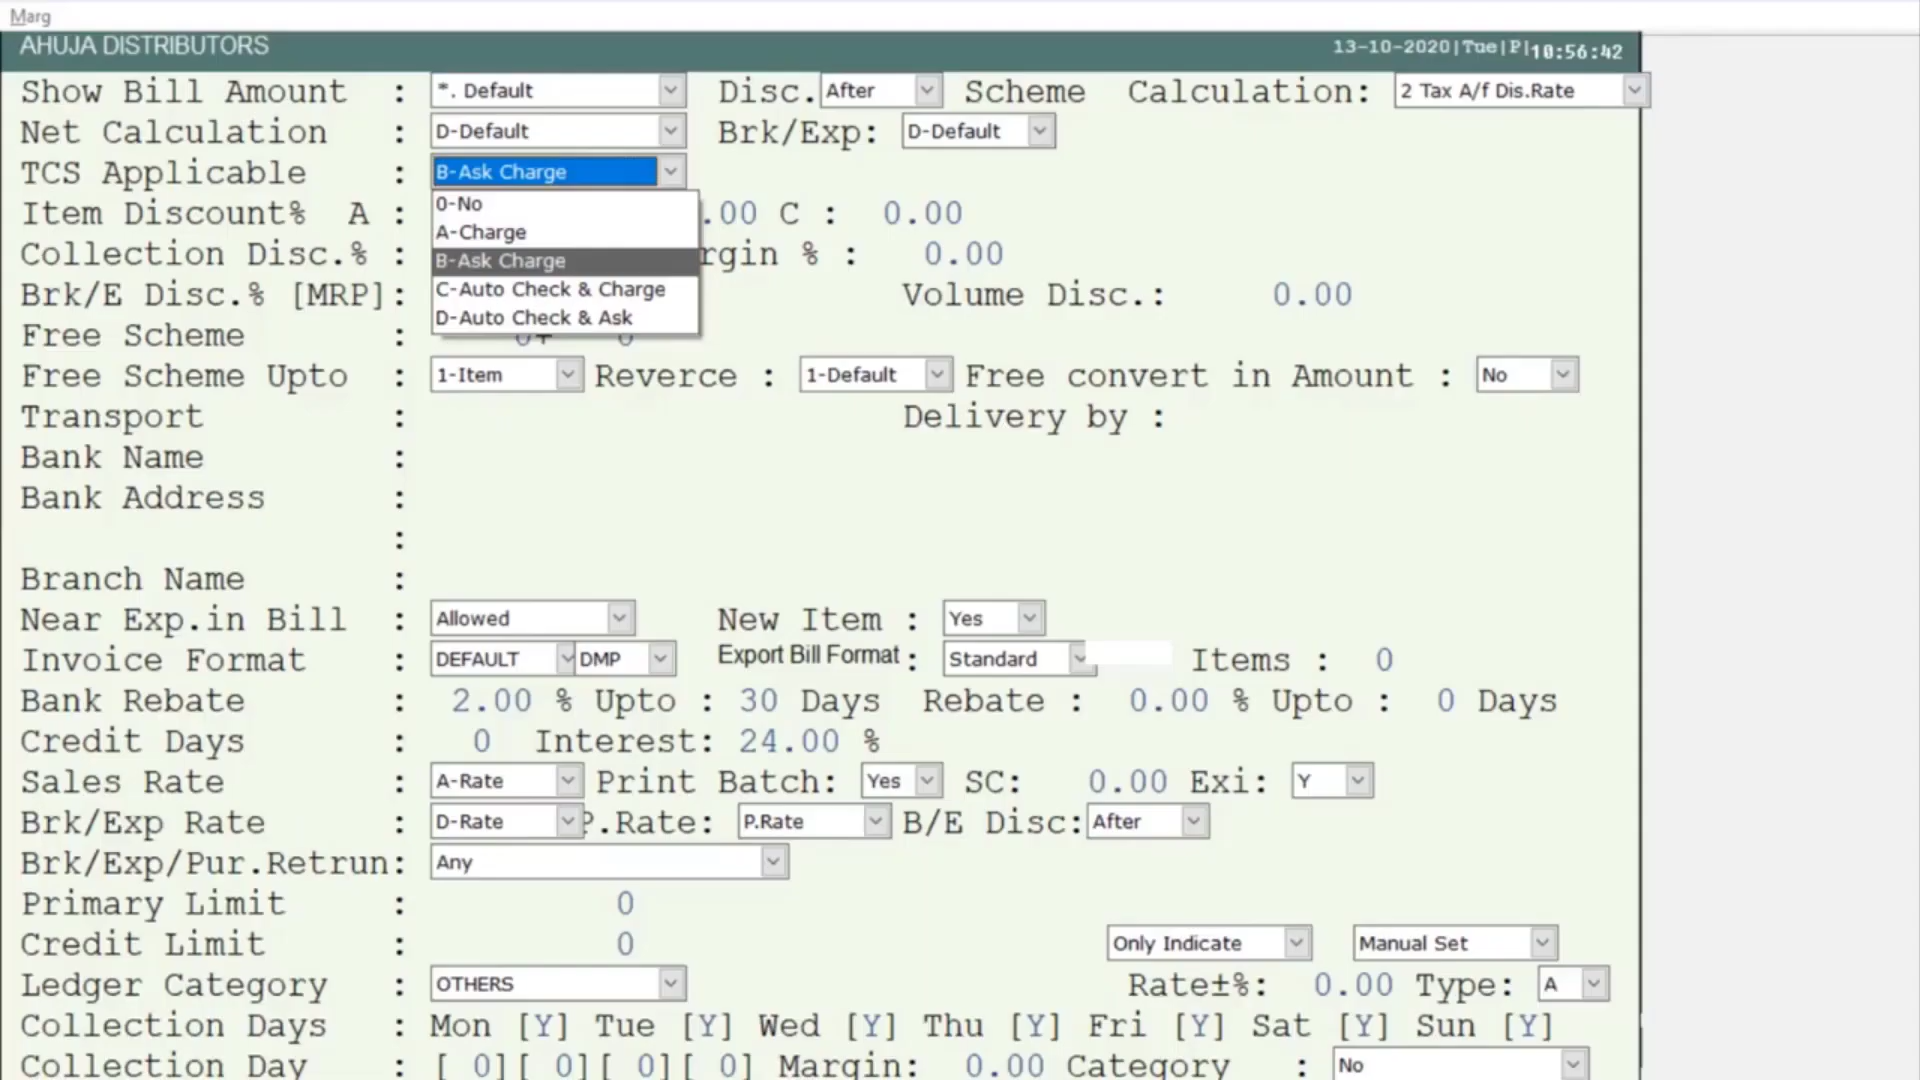 Marg
AHUJA DISTRIBUTORS 13-10-2020|Tue|P|10:56:42
Show Bill Amount : *. Default Disc. After Scheme Calculation: 2 Tax A/f Dis.Rate
Net Calculation : D-Default Brk/Exp: D-Default
TCS Applicable : B-Ask Charge
0-No
A-Charge
B-Ask Charge
C-Auto Check & Charge
D-Auto Check & Ask
Item Discount% A : .00 C : 0.00
Collection Disc.% : rgin % : 0.00
Brk/E Disc.% [MRP]: Volume Disc.: 0.00
Free Scheme : 0+ 0
Free Scheme Upto : 1-Item Reverce : 1-Default Free convert in Amount : No
Transport : Delivery by :
Bank Name :
Bank Address :
:
Branch Name :
Near Exp.in Bill : Allowed New Item : Yes
Invoice Format : DEFAULT DMP Export Bill Format : Standard Items : 0
Bank Rebate : 2.00 % Upto : 30 Days Rebate : 0.00 % Upto : 0 Days
Credit Days : 0 Interest: 24.00 %
Sales Rate : A-Rate Print Batch: Yes SC: 0.00 Exi: Y
Brk/Exp Rate : D-Rate P.Rate: P.Rate B/E Disc: After
Brk/Exp/Pur.Retrun: Any
Primary Limit : 0
Credit Limit : 0 Only Indicate Manual Set
Ledger Category : OTHERS Rate±%: 0.00 Type: A
Collection Days : Mon [Y] Tue [Y] Wed [Y] Thu [Y] Fri [Y] Sat [Y] Sun [Y]
Collection Day : [ 0][ 0][ 0][ 0] Margin: 0.00 Category : No